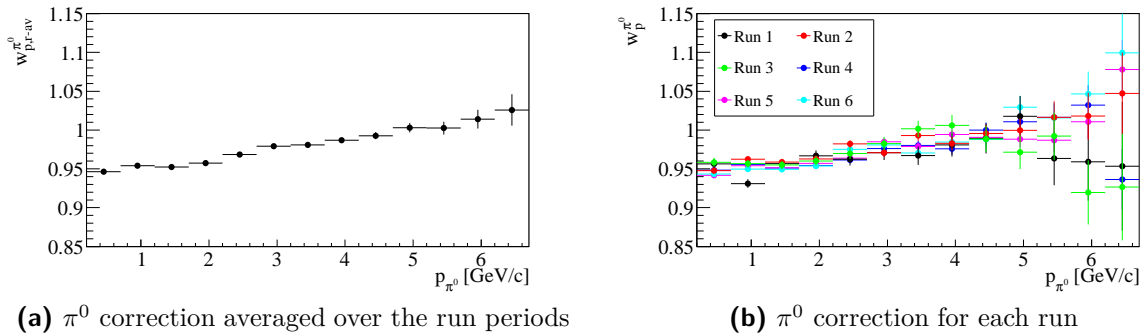 1.15
1.1
1.05
1
0.95
0.9
0.85
w^{π^0}_{p,r-av}
1 2 3 4 5 6
p_{π^0} [GeV/c]
(a) π^0 correction averaged over the run periods
1.15
1.1
1.05
1
0.95
0.9
0.85
w^{π^0}_p
Run 1 Run 2
Run 3 Run 4
Run 5 Run 6
1 2 3 4 5 6
p_{π^0} [GeV/c]
(b) π^0 correction for each run